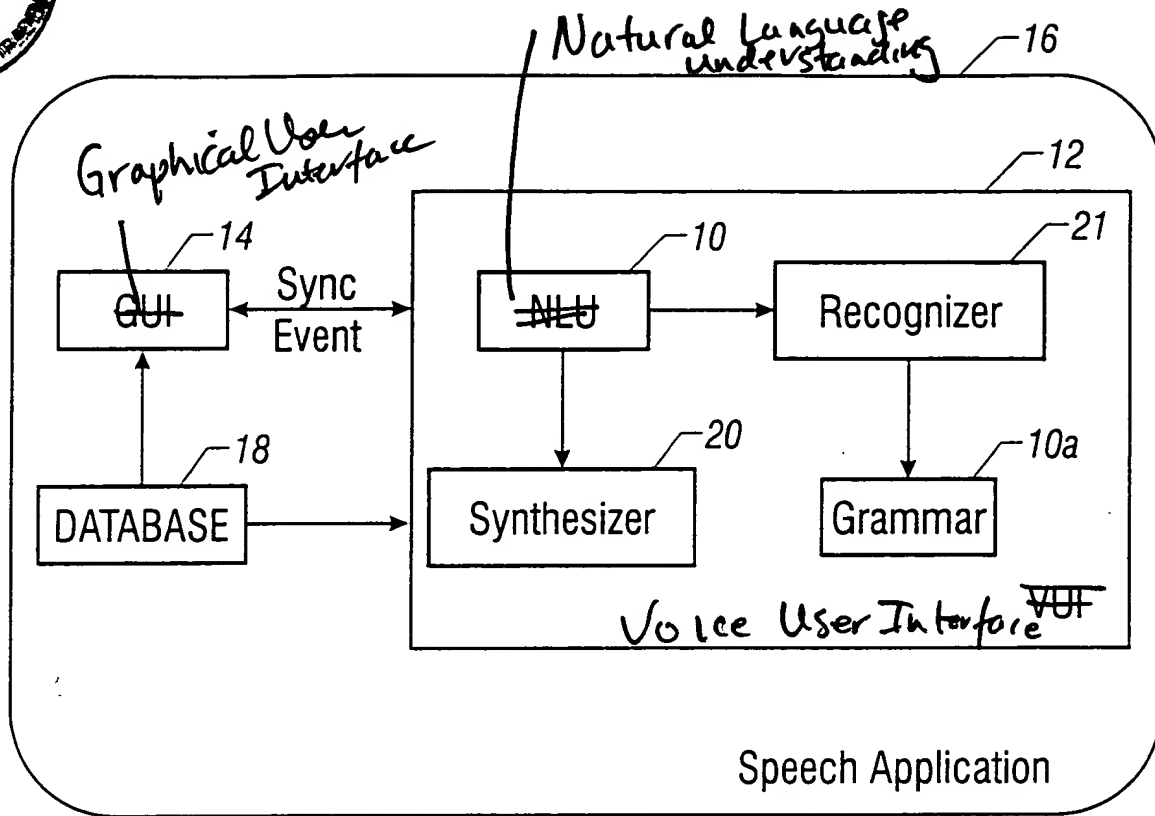 Natural Language
understanding
16
Graphical User
Interface
12
14
10
21
GUI
Sync
Event
NLU
Recognizer
18
20
10a
DATABASE
Synthesizer
Grammar
Voice User Interface VUI
Speech Application